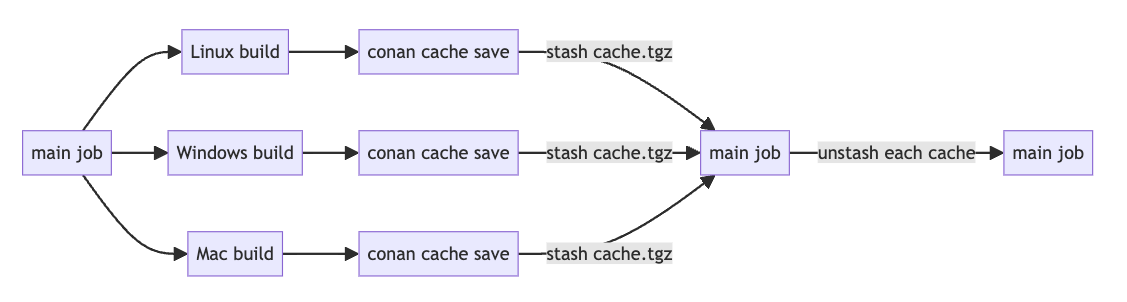 main job
Linux build
conan cache save
stash cache.tgz
Windows build
conan cache save
stash cache.tgz
Mac build
conan cache save
stash cache.tgz
main job
unstash each cache
main job